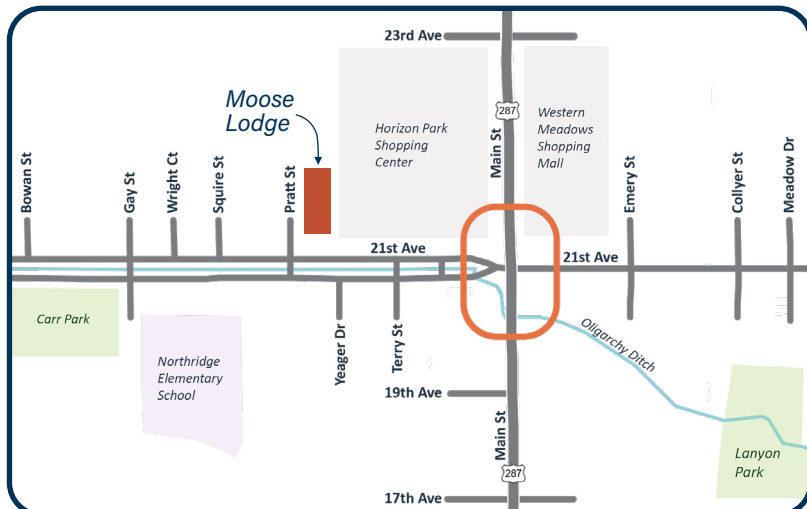 23rd Ave
Moose
Lodge
287
Main St
Horizon Park
Shopping
Center
Western
Meadows
Shopping
Mall
Bowan St
Gay St
Wright Ct
Squire St
Pratt St
Emery St
Collyer St
Meadow Dr
21st Ave
21st Ave
Carr Park
Northridge
Elementary
School
Yeager Dr
Terry St
Oligarchy Ditch
19th Ave
Main St
287
Lanyon
Park
17th Ave